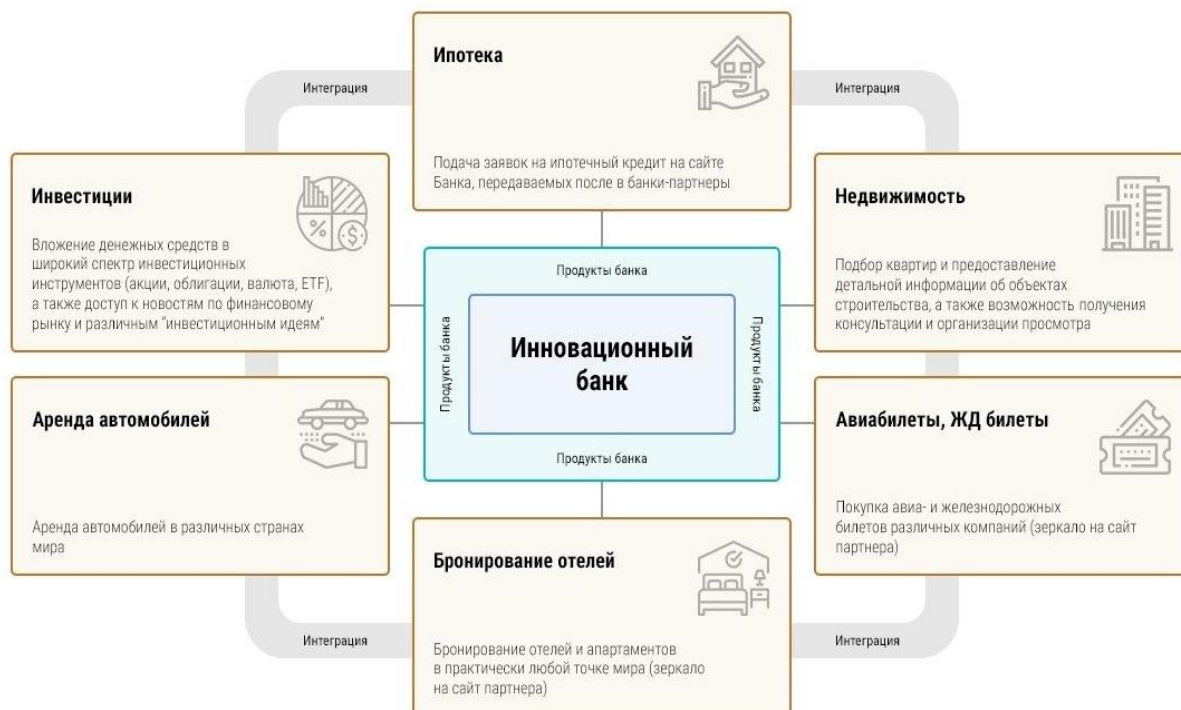 Ипотека
Подача заявок на ипотечный кредит на сайте
Банка, передаваемых после в банки-партнеры
Интеграция
Интеграция
Инвестиции
Вложение денежных средств в
широкий спектр инвестиционных
инструментов (акции, облигации, валюта, ETF),
а также доступ к новостям по финансовому
рынку и различным "инвестиционным идеям"
Недвижимость
Подбор квартир и предоставление
детальной информации об объектах
строительства, а также возможность получения
консультации и организации просмотра
Продукты банка
Продукты банка
Инновационный
банк
Продукты банка
Продукты банка
Аренда автомобилей
Аренда автомобилей в различных странах
мира
Авиабилеты, ЖД билеты
Покупка авиа- и железнодорожных
билетов различных компаний (зеркало на сайт
партнера)
Бронирование отелей
Бронирование отелей и апартаментов
в практически любой точке мира (зеркало
на сайт партнера)
Интеграция
Интеграция